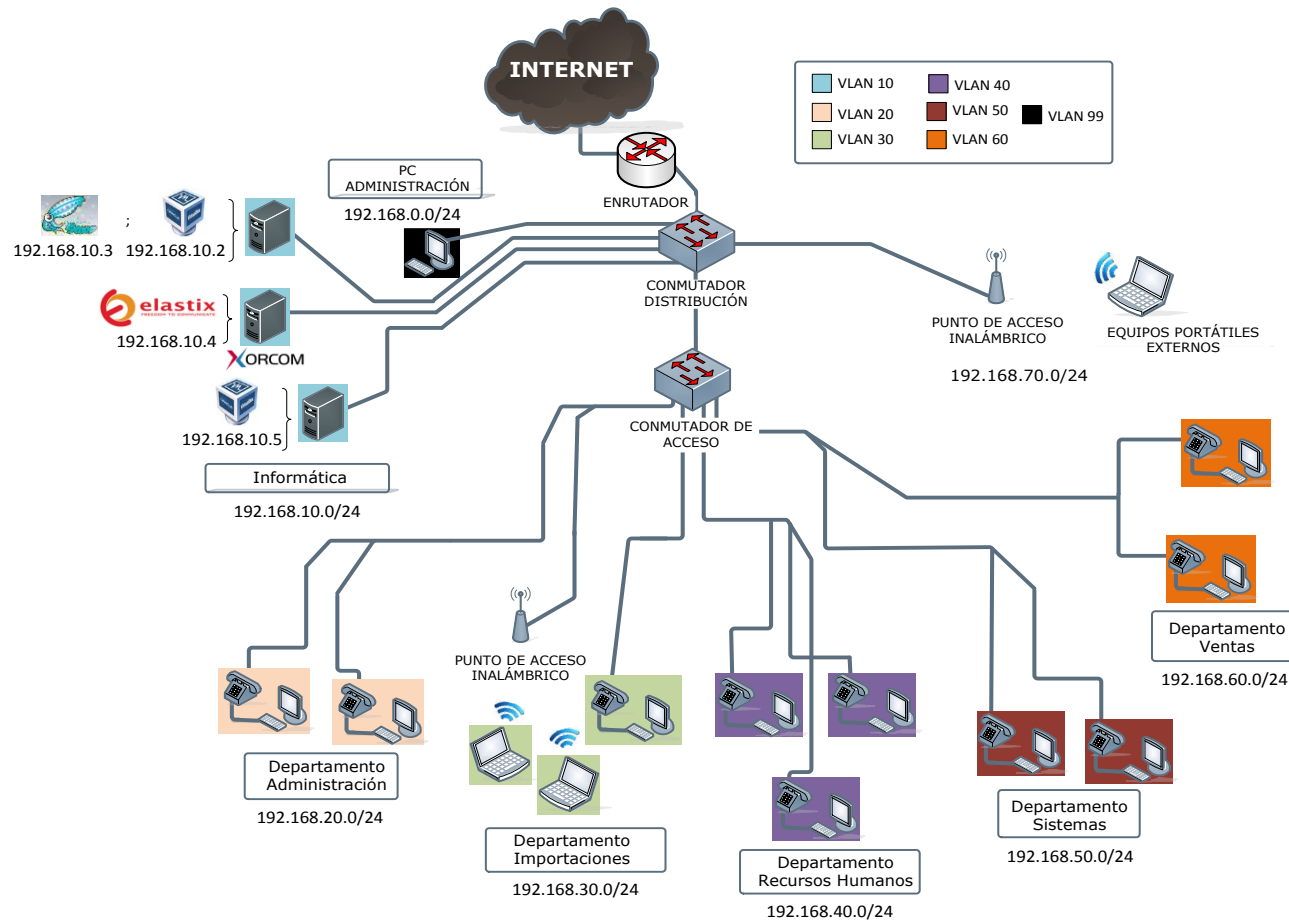 INTERNET
VLAN 10
VLAN 20
VLAN 30
VLAN 40
VLAN 50
VLAN 60
VLAN 99
PC
ADMINISTRACIÓN
192.168.0.0/24
ENRUTADOR
;
192.168.10.3
192.168.10.2
CONMUTADOR
DISTRIBUCIÓN
elastix
FREEDOM TO COMMUNICATE
192.168.10.4
XORCOM
192.168.10.5
Informática
192.168.10.0/24
PUNTO DE ACCESO
INALÁMBRICO
192.168.70.0/24
EQUIPOS PORTÁTILES
EXTERNOS
CONMUTADOR DE
ACCESO
Departamento
Ventas
192.168.60.0/24
PUNTO DE ACCESO
INALÁMBRICO
Departamento
Administración
192.168.20.0/24
Departamento
Importaciones
192.168.30.0/24
Departamento
Recursos Humanos
192.168.40.0/24
Departamento
Sistemas
192.168.50.0/24